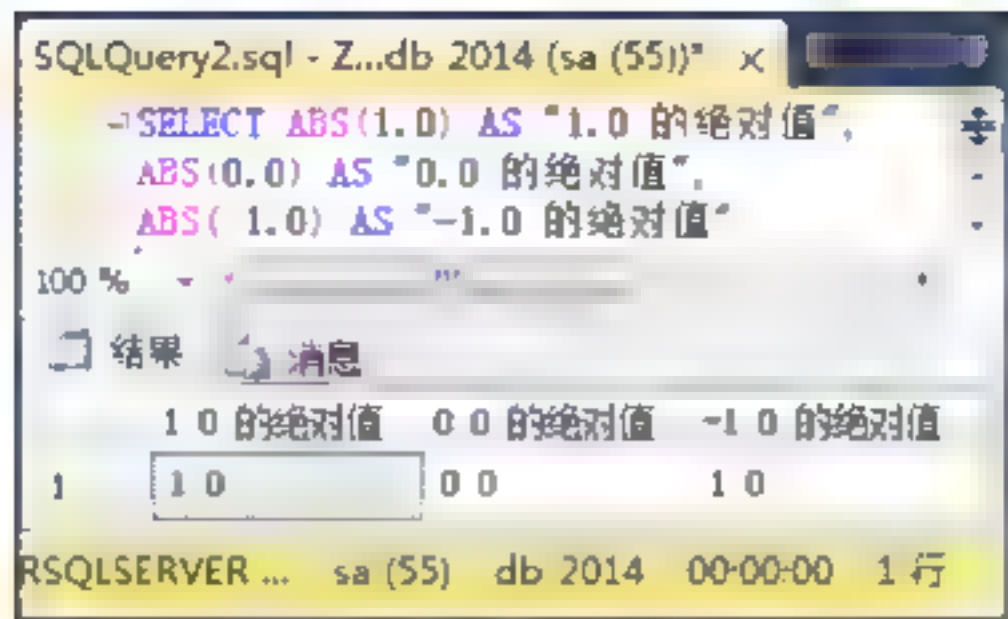 SQLQuery2.sql - Z...db 2014 (sa (55))* ×
SELECT ABS(1.0) AS "1.0 的绝对值",
ABS(0.0) AS "0.0 的绝对值",
ABS( 1.0) AS "-1.0 的绝对值"
100 %
结果 消息
1 0 的绝对值 0 0 的绝对值 -1 0 的绝对值
1 1 0 0 0 1 0
RSQLSERVER ... sa (55) db 2014 00:00:00 1 行